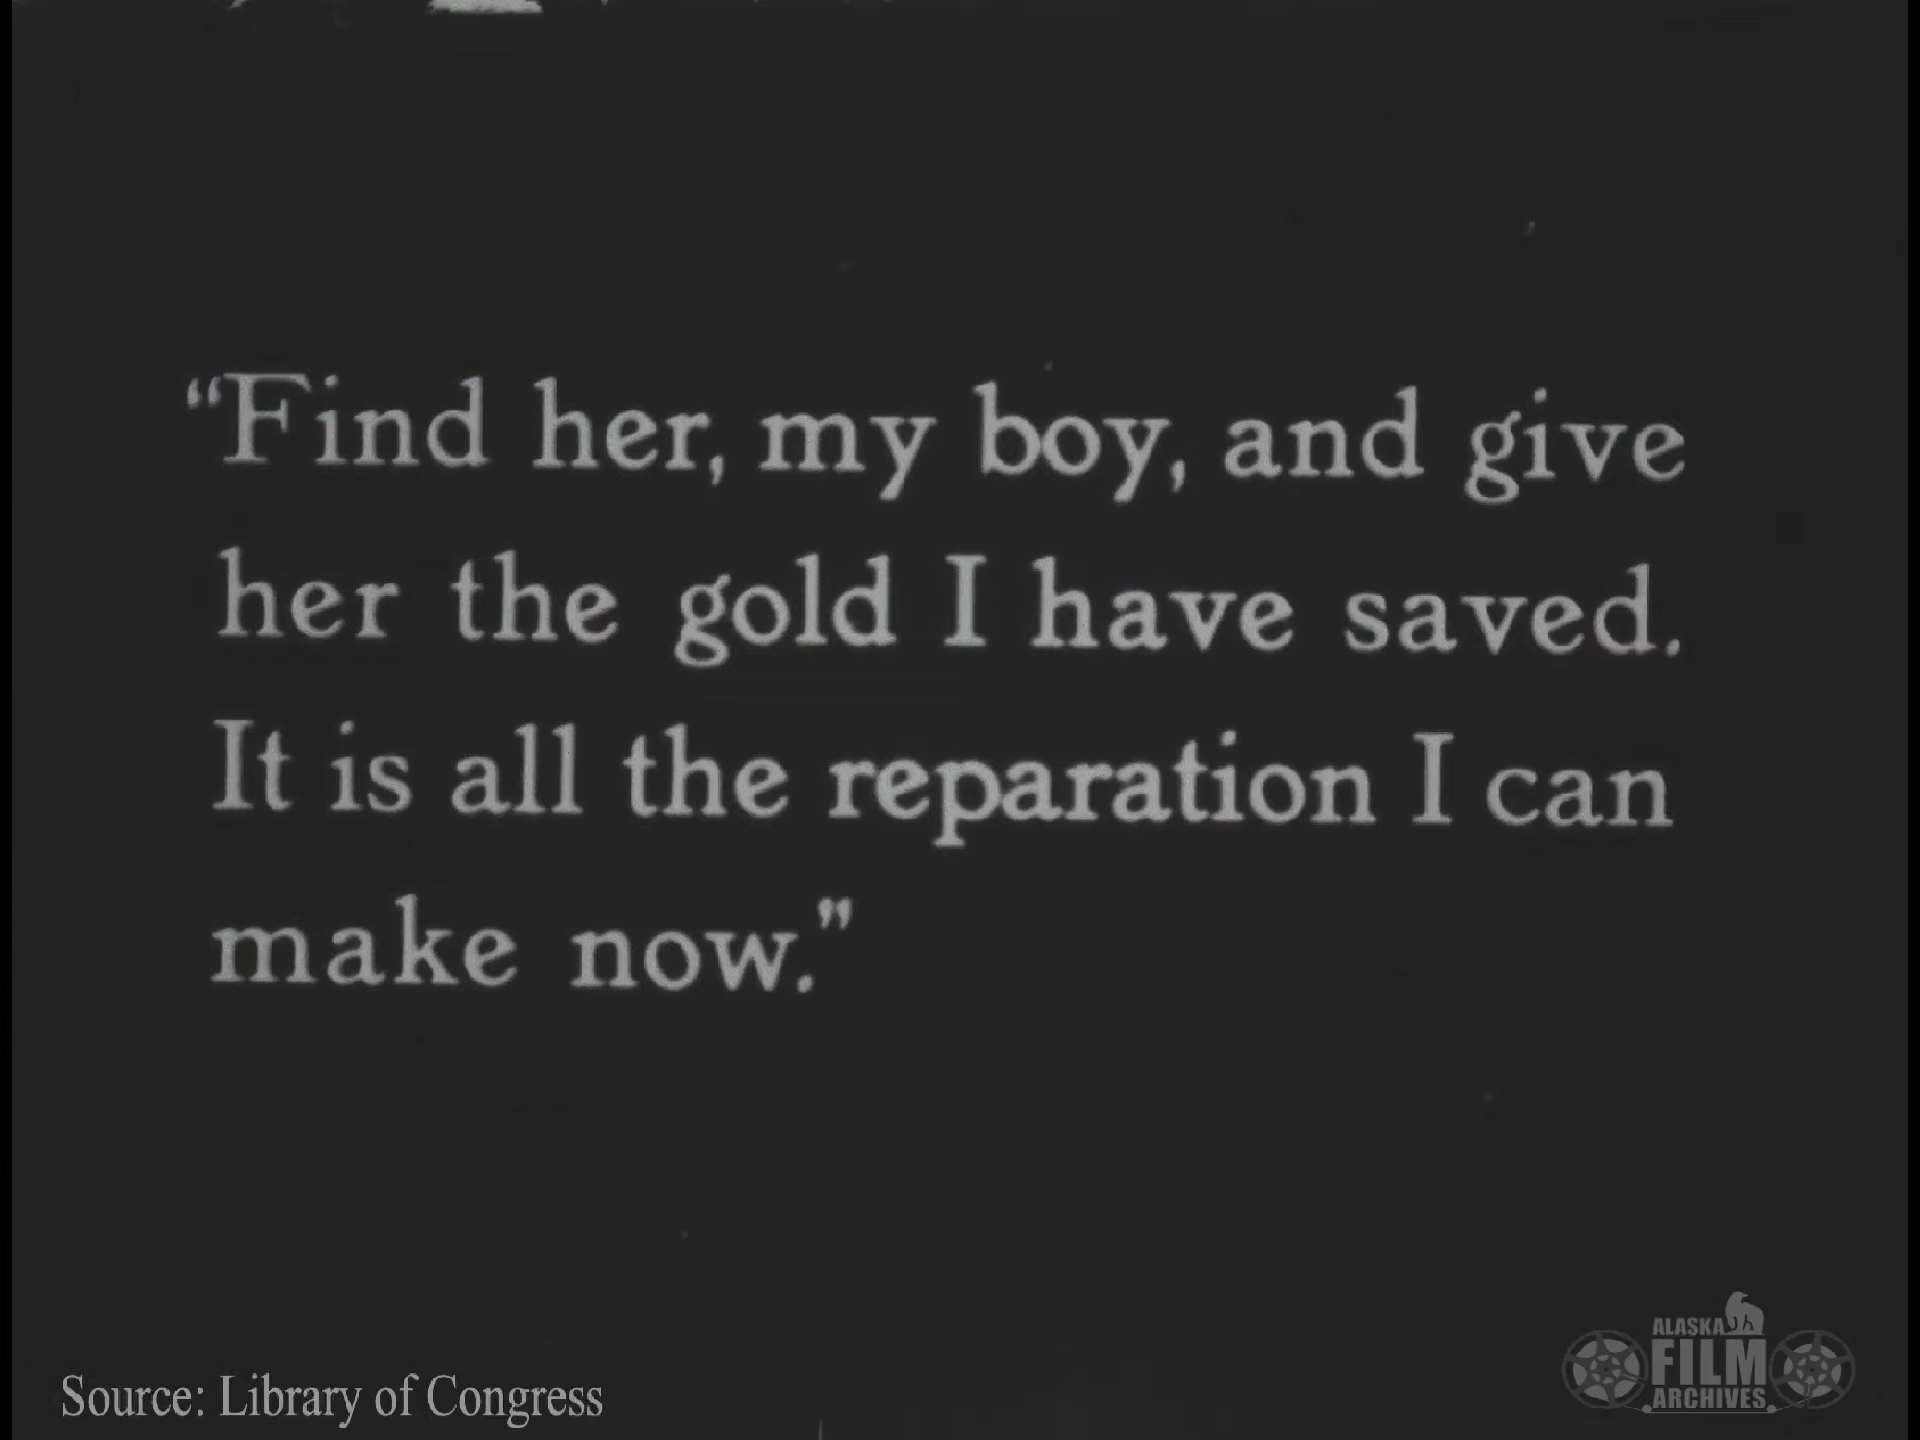 “Find her, my boy, and give
her the gold I have saved.
It is all the reparation I can
make now.”
Source: Library of Congress
ALASKA
FILM
ARCHIVES